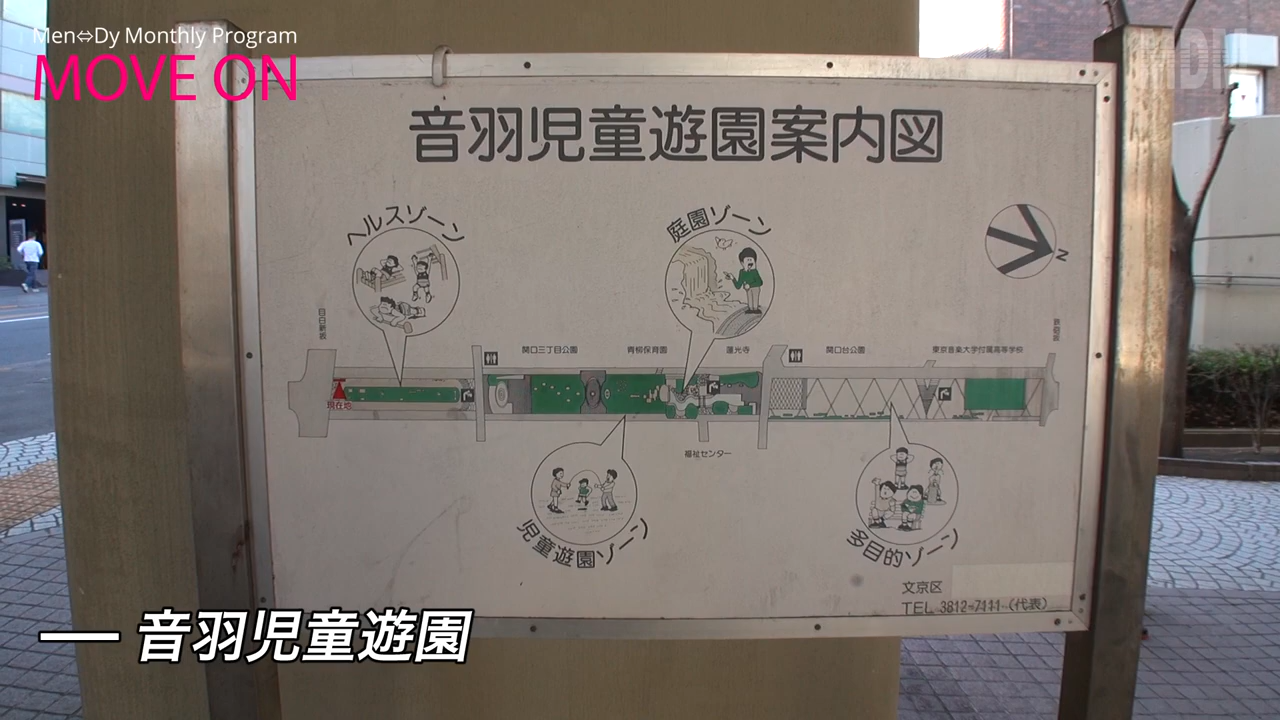 Men⇔Dy Monthly Program
MOVE ON
音羽児童遊園案内図
ヘルスゾーン
庭園ゾーン
N
目白新坂
関口三丁目公園
青柳保育園
蓮光寺
関口台公園
東京音楽大学付属高等学校
現在地
福祉センター
児童遊園ゾーン
多目的ゾーン
文京区
TEL 3812-7111 (代表)
― 音羽児童遊園